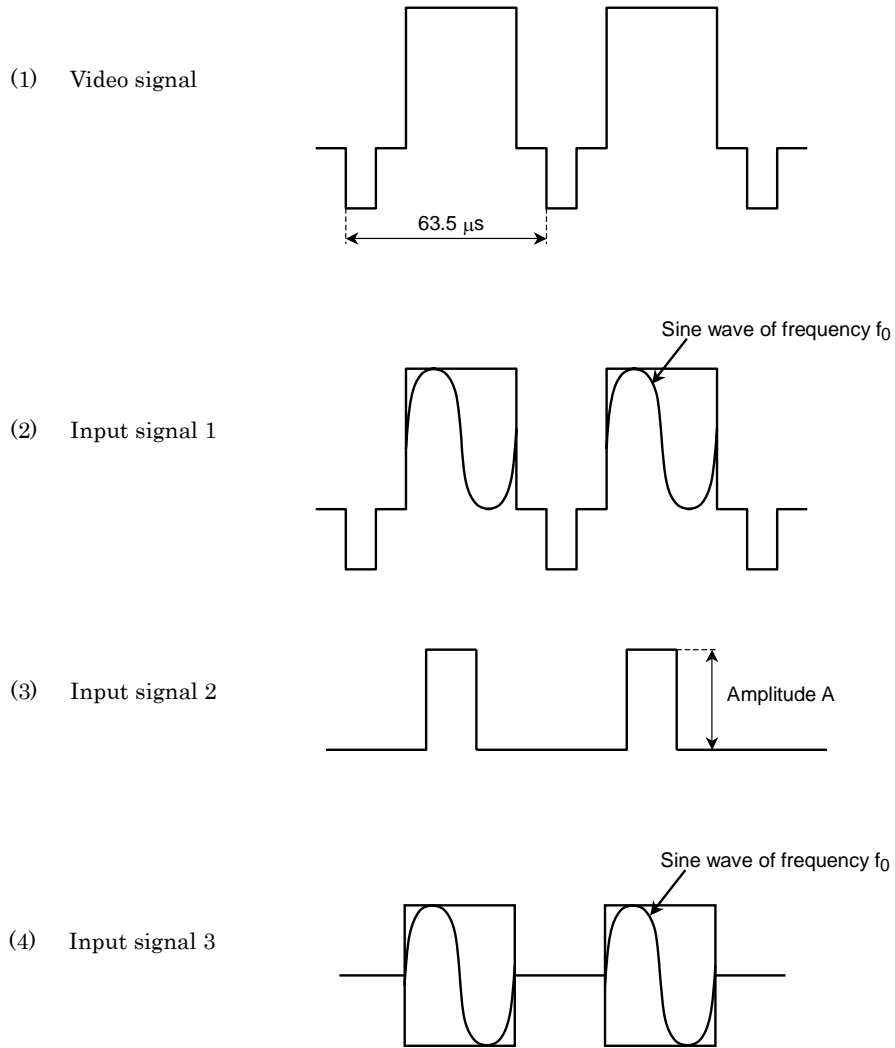 (1) Video signal
63.5 μs
Sine wave of frequency f0
(2) Input signal 1
(3) Input signal 2
Amplitude A
Sine wave of frequency f0
(4) Input signal 3